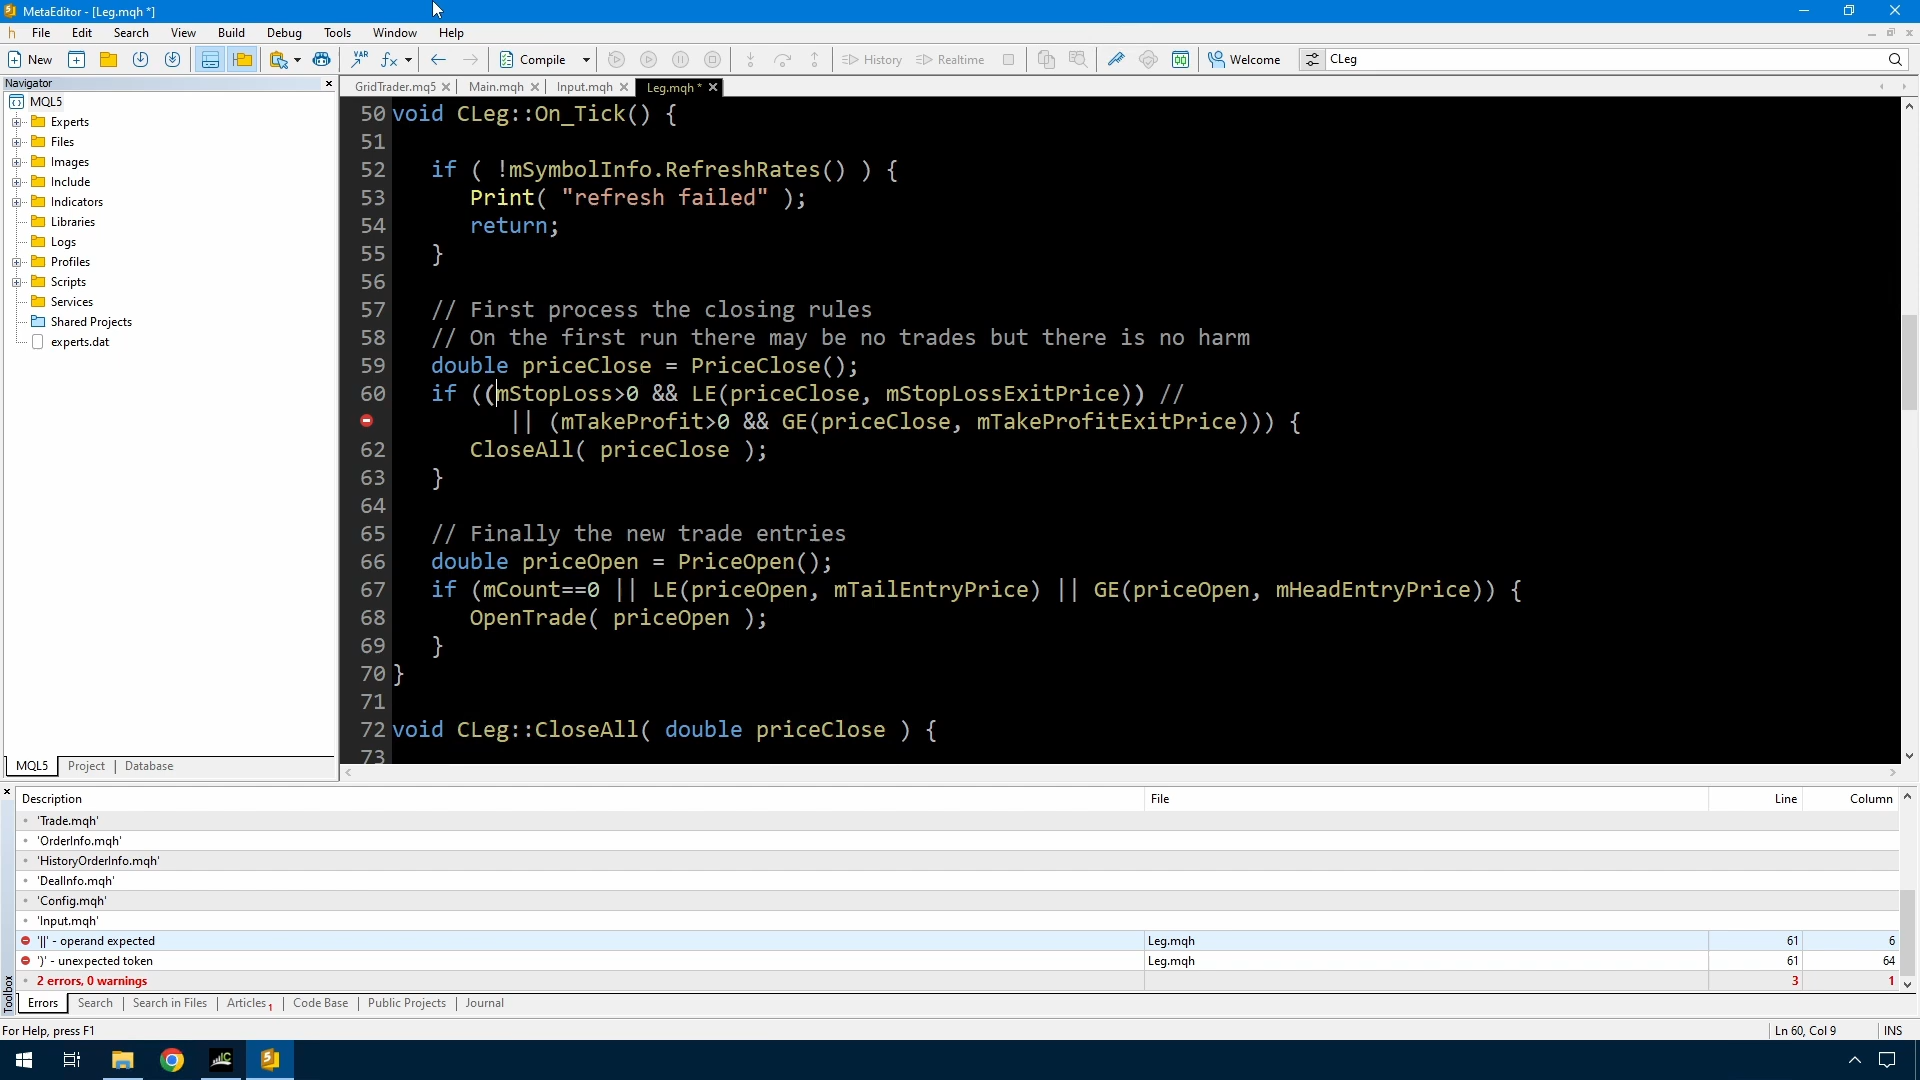 MetaEditor - [Leg.mqh *]
File Edit Search View Build Debug Tools Window Help
New VAR fx Compile History Realtime Welcome CLeg
Navigator
GridTrader.mq5 Main.mqh Input.mqh Leg.mqh *
MQL5
Experts
Files
Images
Include
Indicators
Libraries
Logs
Profiles
Scripts
Services
Shared Projects
experts.dat
MQL5 Project Database
50 void CLeg::On_Tick() {
51
52 if ( !mSymbolInfo.RefreshRates() ) {
53 Print( "refresh failed" );
54 return;
55 }
56
57 // First process the closing rules
58 // On the first run there may be no trades but there is no harm
59 double priceClose = PriceClose();
60 if ((mStopLoss>0 && LE(priceClose, mStopLossExitPrice)) //
|| (mTakeProfit>0 && GE(priceClose, mTakeProfitExitPrice))) {
62 CloseAll( priceClose );
63 }
64
65 // Finally the new trade entries
66 double priceOpen = PriceOpen();
67 if (mCount==0 || LE(priceOpen, mTailEntryPrice) || GE(priceOpen, mHeadEntryPrice)) {
68 OpenTrade( priceOpen );
69 }
70 }
71
72 void CLeg::CloseAll( double priceClose ) {
73
Description File Line Column
'Trade.mqh'
'OrderInfo.mqh'
'HistoryOrderInfo.mqh'
'DealInfo.mqh'
'Config.mqh'
'Input.mqh'
'||' - operand expected Leg.mqh 61 6
')' - unexpected token Leg.mqh 61 64
2 errors, 0 warnings 3 1
Toolbox
Errors Search Search in Files Articles 1 Code Base Public Projects Journal
For Help, press F1 Ln 60, Col 9 INS